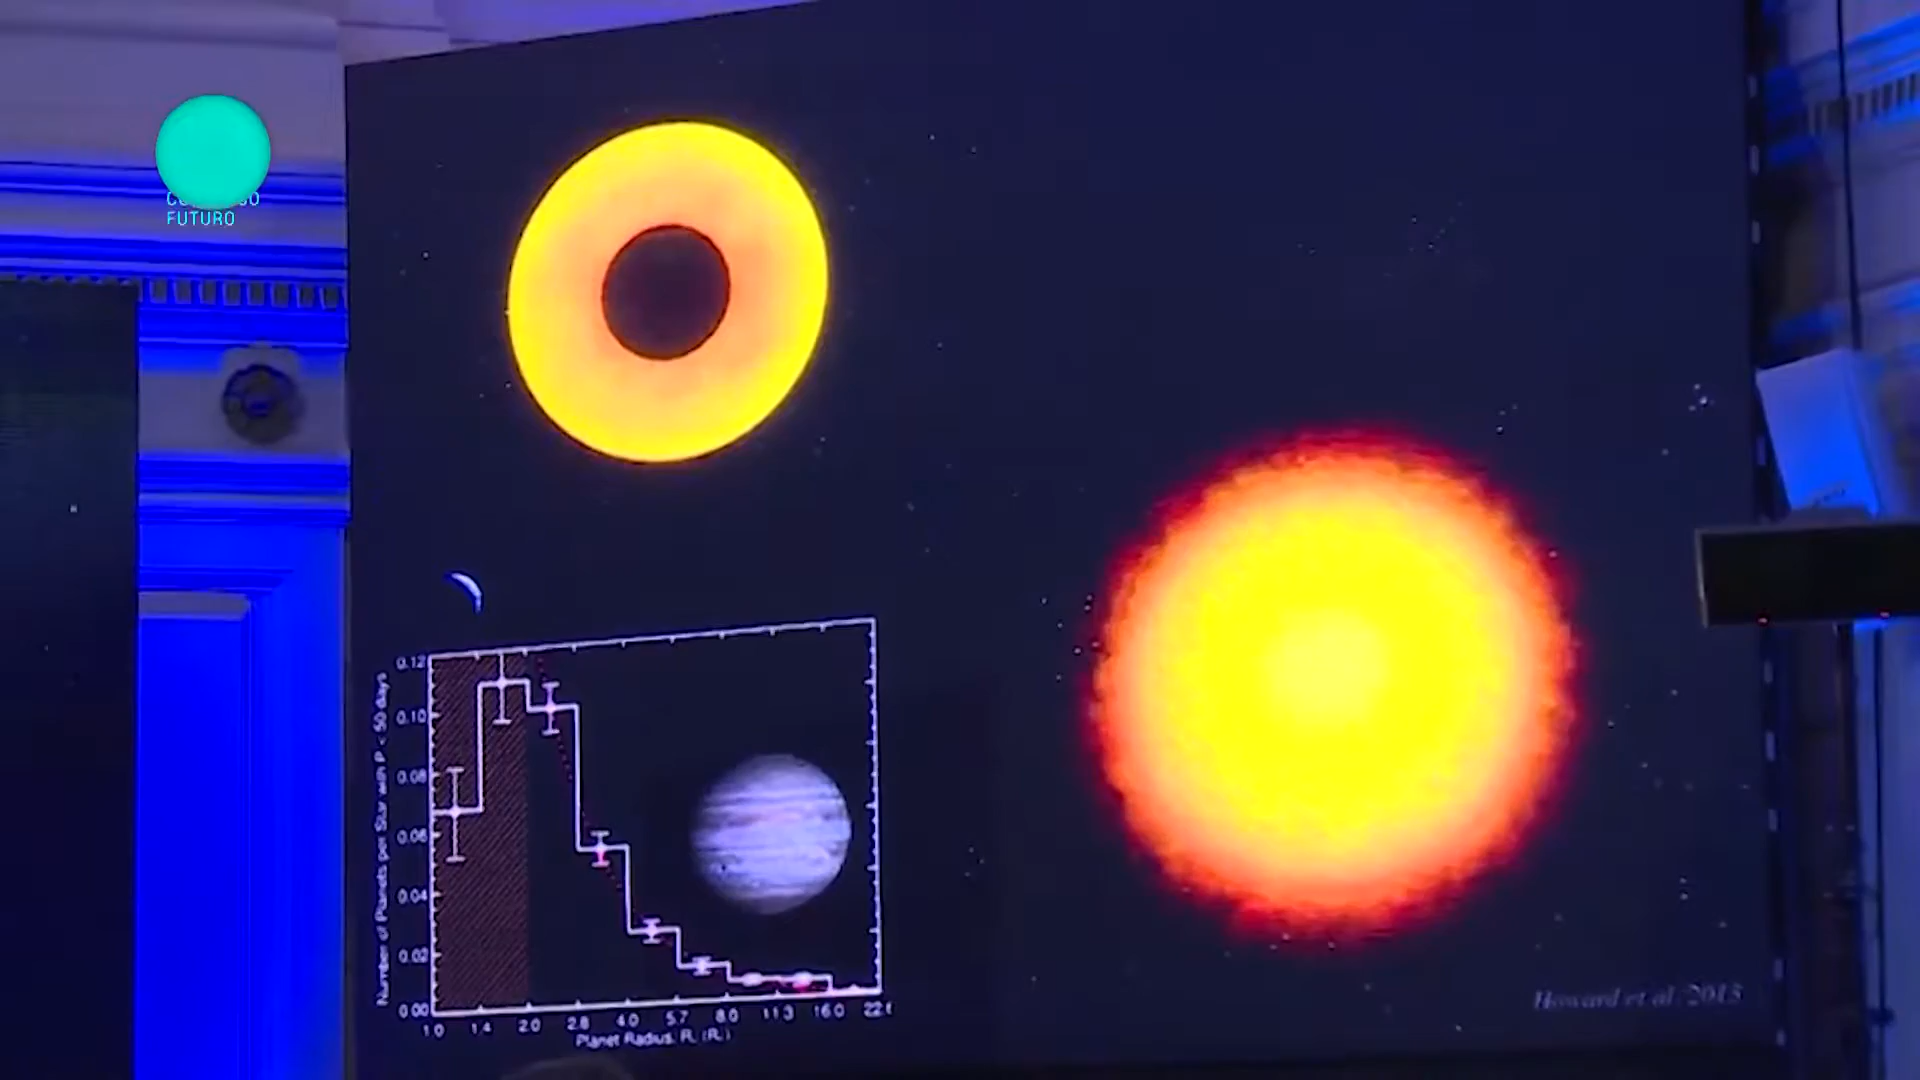 FUTURO
0.12
0.10
0.08
0.06
0.04
0.02
0.00
Number of Planets per Star with P < 50 days
1.0 1.4 2.0 2.8 4.0 5.7 8.0 11.3 16.0 22.6
Planet Radius,
Howard et al. 2013